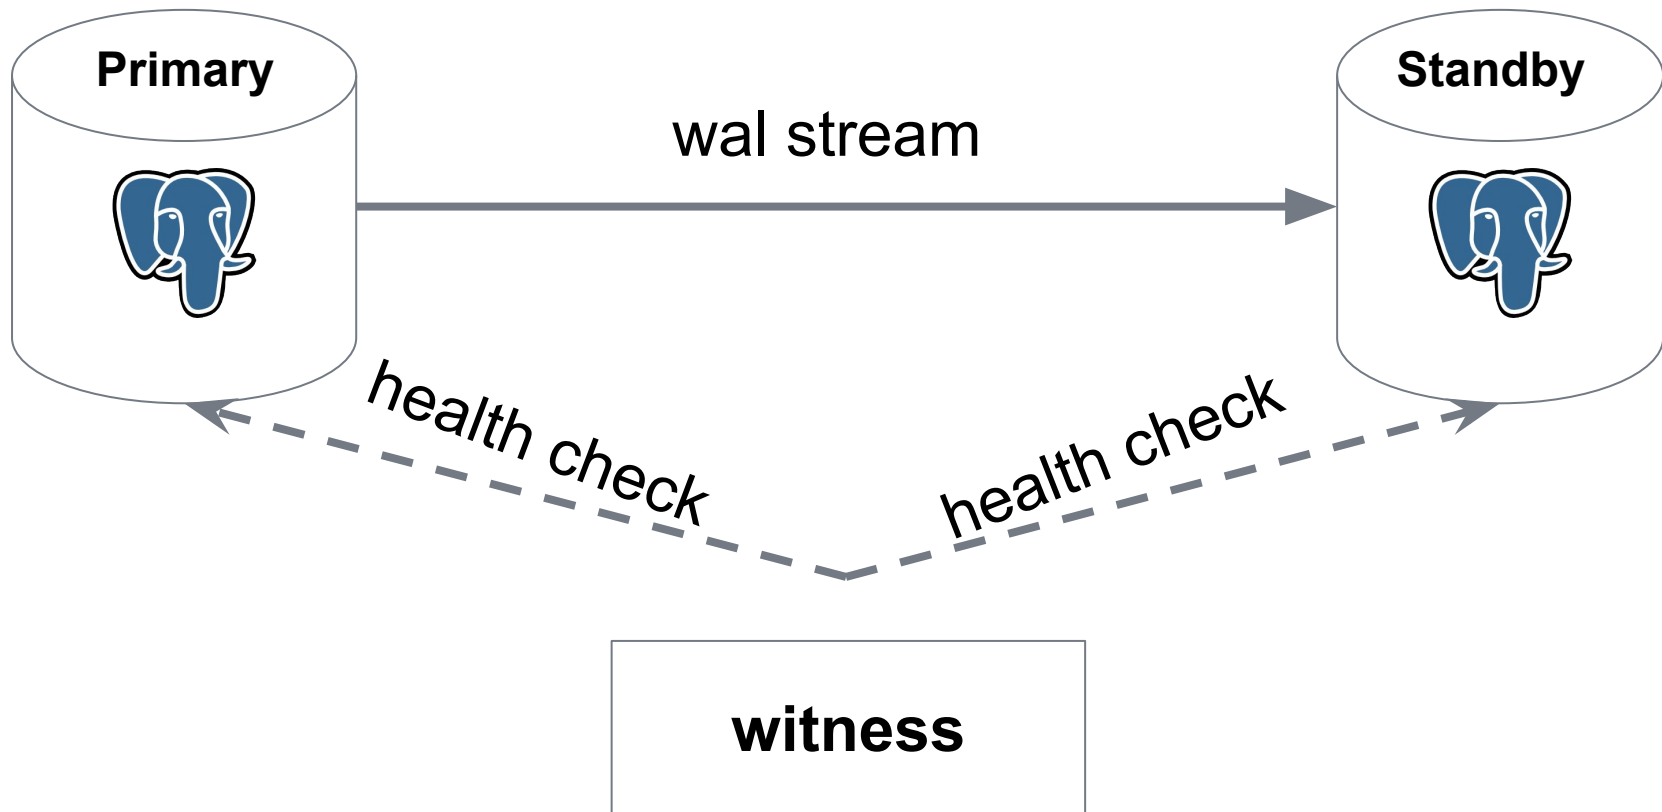 Primary
Standby
wal stream
health check
health check
witness